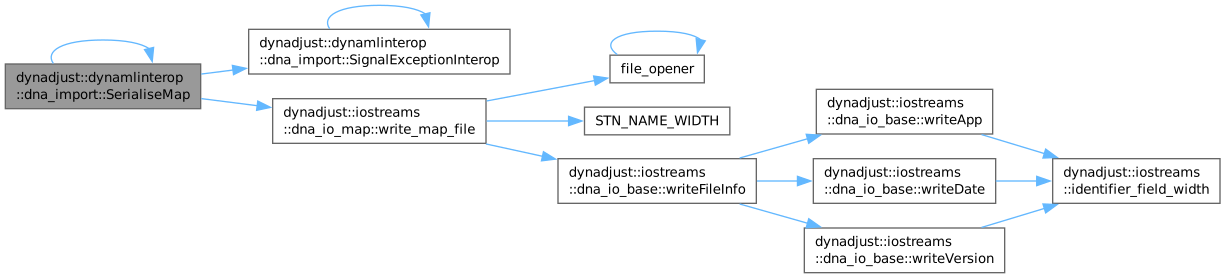 dynadjust::dynamlinterop
::dna_import::SerialiseMap
dynadjust::dynamlinterop
::dna_import::SignalExceptionInterop
dynadjust::iostreams
::dna_io_map::write_map_file
file_opener
STN_NAME_WIDTH
dynadjust::iostreams
::dna_io_base::writeFileInfo
dynadjust::iostreams
::dna_io_base::writeApp
dynadjust::iostreams
::dna_io_base::writeDate
dynadjust::iostreams
::dna_io_base::writeVersion
dynadjust::iostreams
::identifier_field_width